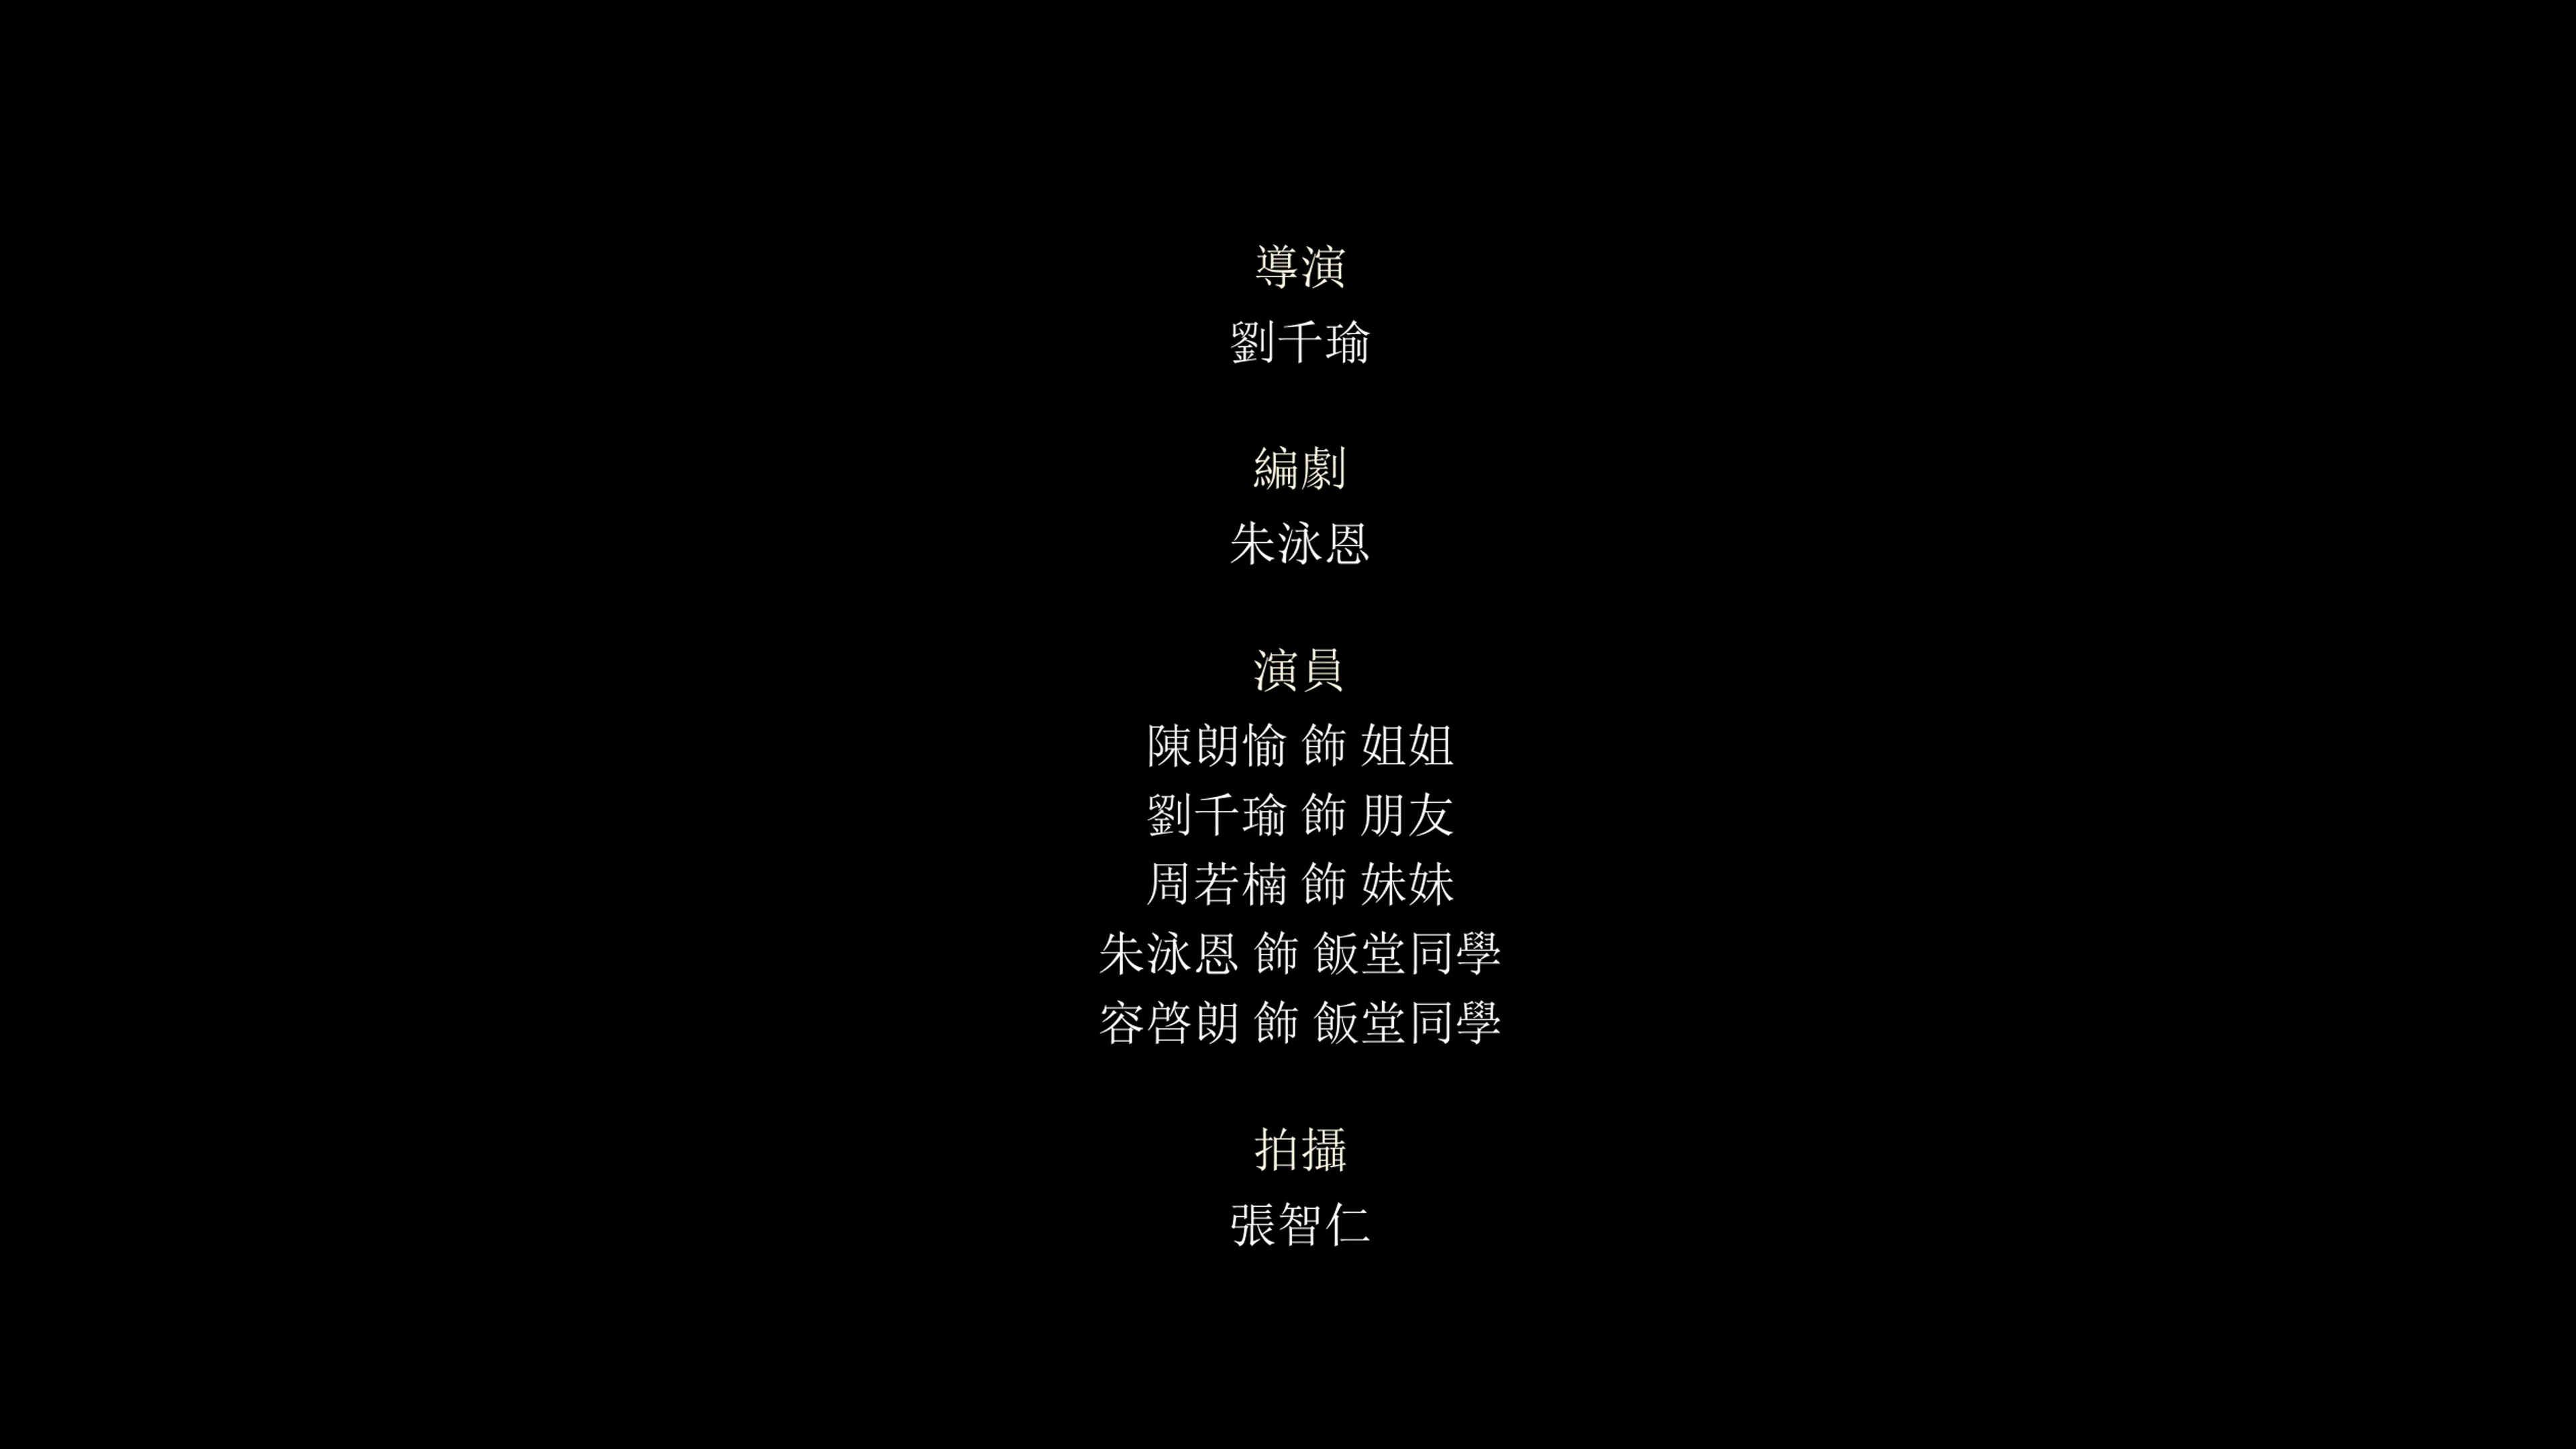 導演
劉千瑜
編劇
朱泳恩
演員
陳朗愉 飾 姐姐
劉千瑜 飾 朋友
周若楠 飾 妹妹
朱泳恩 飾 飯堂同學
容啓朗 飾 飯堂同學
拍攝
張智仁